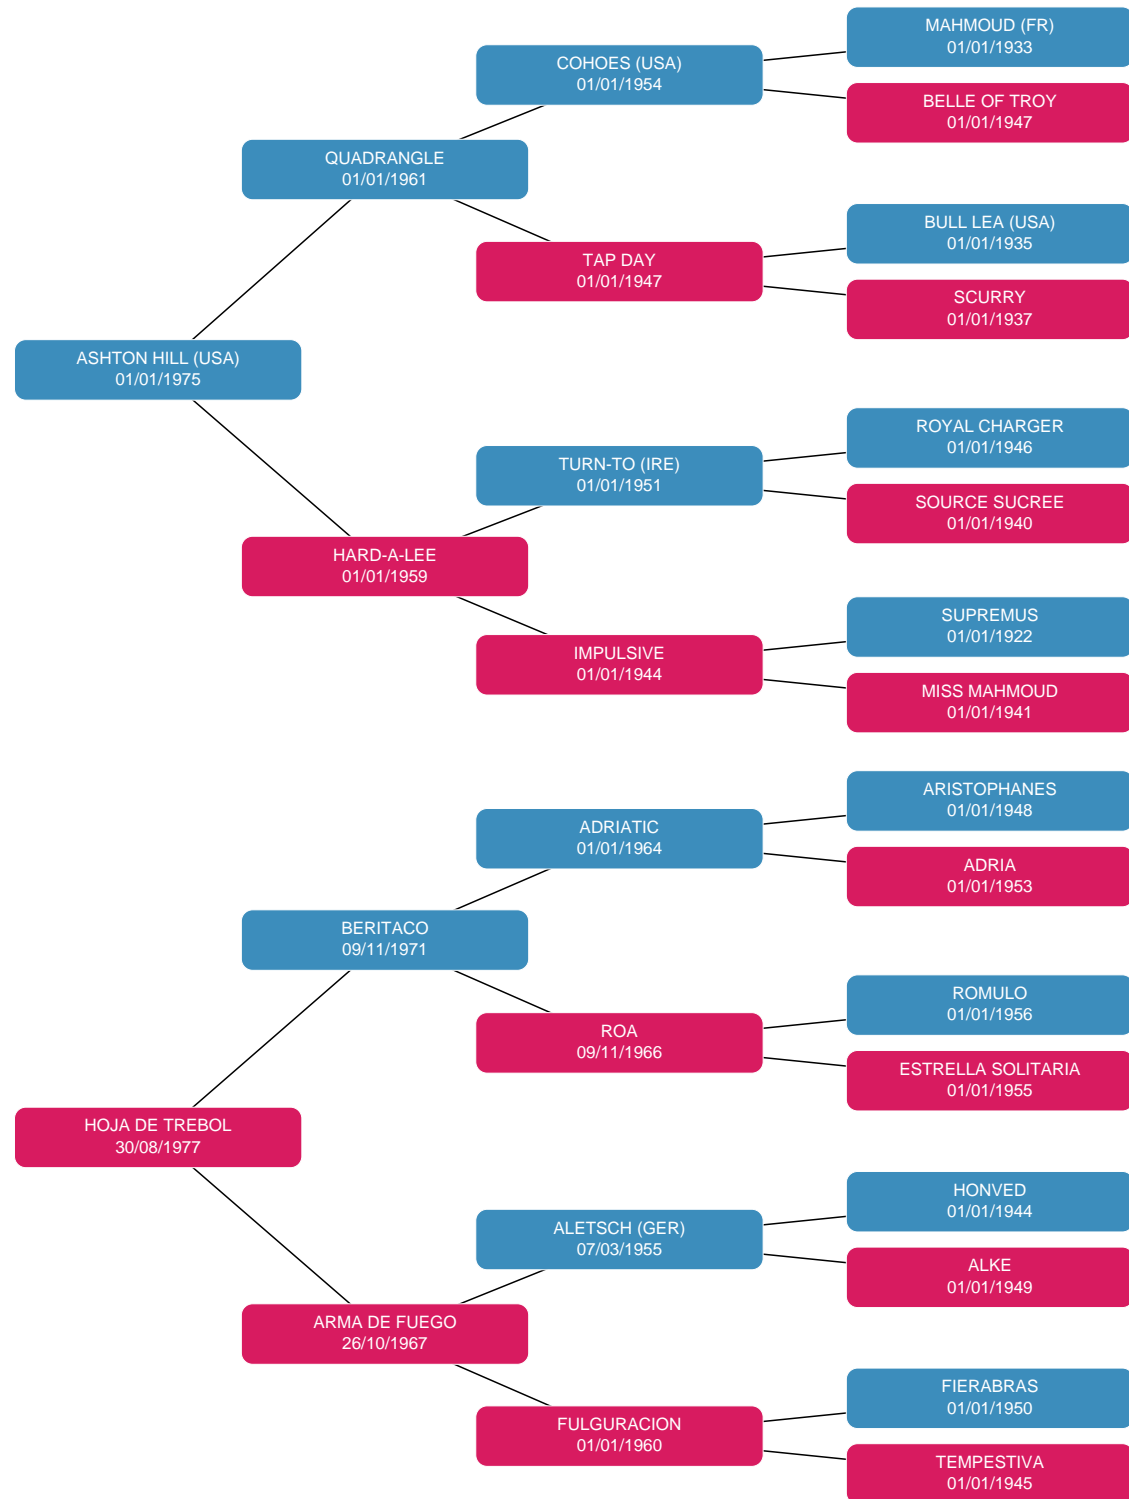 MAHMOUD (FR)
01/01/1933
COHOES (USA)
01/01/1954
BELLE OF TROY
01/01/1947
QUADRANGLE
01/01/1961
BULL LEA (USA)
01/01/1935
TAP DAY
01/01/1947
SCURRY
01/01/1937
ASHTON HILL (USA)
01/01/1975
ROYAL CHARGER
01/01/1946
TURN-TO (IRE)
01/01/1951
SOURCE SUCREE
01/01/1940
HARD-A-LEE
01/01/1959
SUPREMUS
01/01/1922
IMPULSIVE
01/01/1944
MISS MAHMOUD
01/01/1941
ARISTOPHANES
01/01/1948
ADRIATIC
01/01/1964
ADRIA
01/01/1953
BERITACO
09/11/1971
ROMULO
01/01/1956
ROA
09/11/1966
ESTRELLA SOLITARIA
01/01/1955
HOJA DE TREBOL
30/08/1977
HONVED
01/01/1944
ALETSCH (GER)
07/03/1955
ALKE
01/01/1949
ARMA DE FUEGO
26/10/1967
FIERABRAS
01/01/1950
FULGURACION
01/01/1960
TEMPESTIVA
01/01/1945